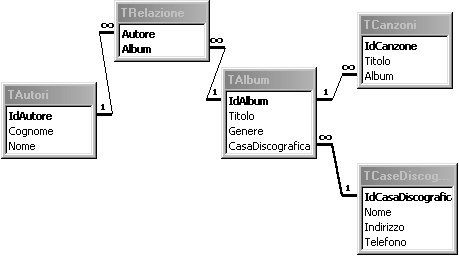 TRelazione
∞
Autore
Album
∞
TCanzoni
IdCanzone
Titolo
Album
∞
TAutori
IdAutore
Cognome
Nome
1
TAlbum
1
IdAlbum
Titolo
Genere
CasaDiscografica
1
∞
TCaseDiscog...
IdCasaDiscografic
Nome
Indirizzo
Telefono
1